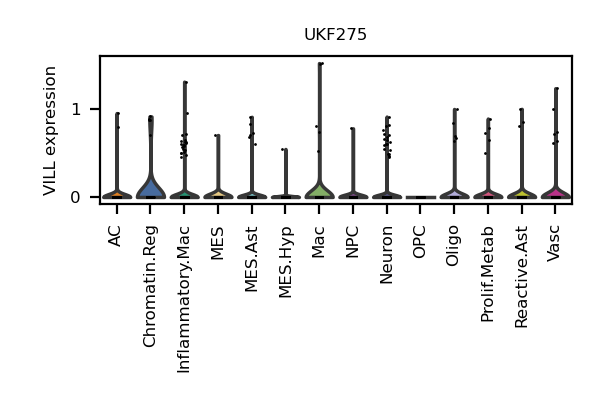 UKF275
VILL expression
1
0
AC
Chromatin.Reg
Inflammatory.Mac
MES
MES.Ast
MES.Hyp
Mac
NPC
Neuron
OPC
Oligo
Prolif.Metab
Reactive.Ast
Vasc